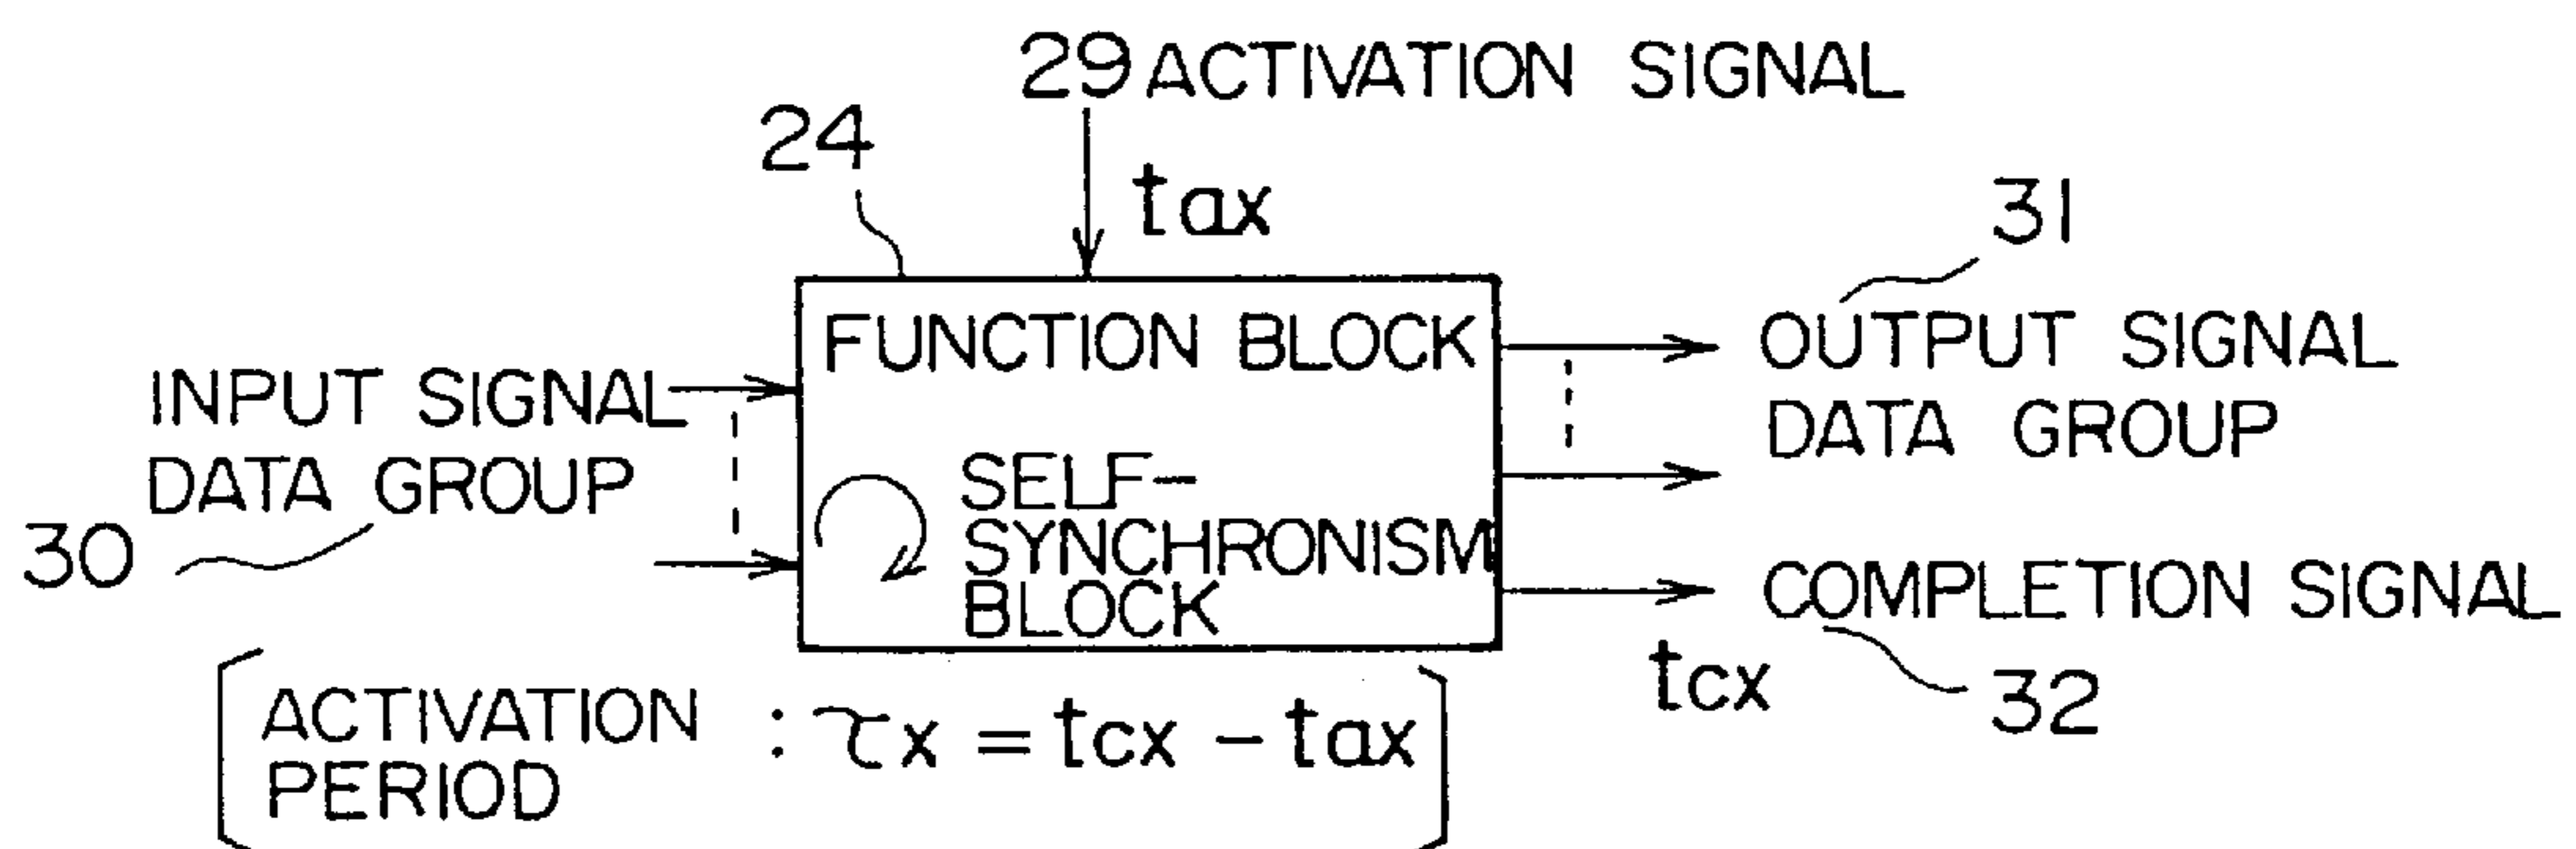 29 ACTIVATION SIGNAL
24
tax
31
FUNCTION BLOCK
OUTPUT SIGNAL
DATA GROUP
INPUT SIGNAL
DATA GROUP
30
SELF-
SYNCHRONISM
BLOCK
COMPLETION SIGNAL
tcx
32
ACTIVATION
PERIOD
: τx = tcx - tax